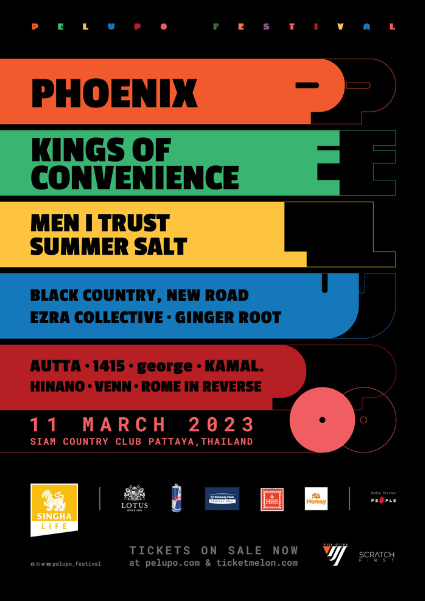 PELUPO FESTIVAL
PHOENIX
KINGS OF
CONVENIENCE
MEN I TRUST
SUMMER SALT
BLACK COUNTRY, NEW ROAD
EZRA COLLECTIVE • GINGER ROOT
AUTTA • 1415 • george • KAMAL.
HINANO • VENN • ROME IN REVERSE
11 MARCH 2023
SIAM COUNTRY CLUB PATTAYA,THAILAND
SINGHA
LIFE
LOTUS
PEOPLE
TICKETS ON SALE NOW
at pelupo.com & ticketmelon.com
pelupo_festival
SCRATCH
FIRST